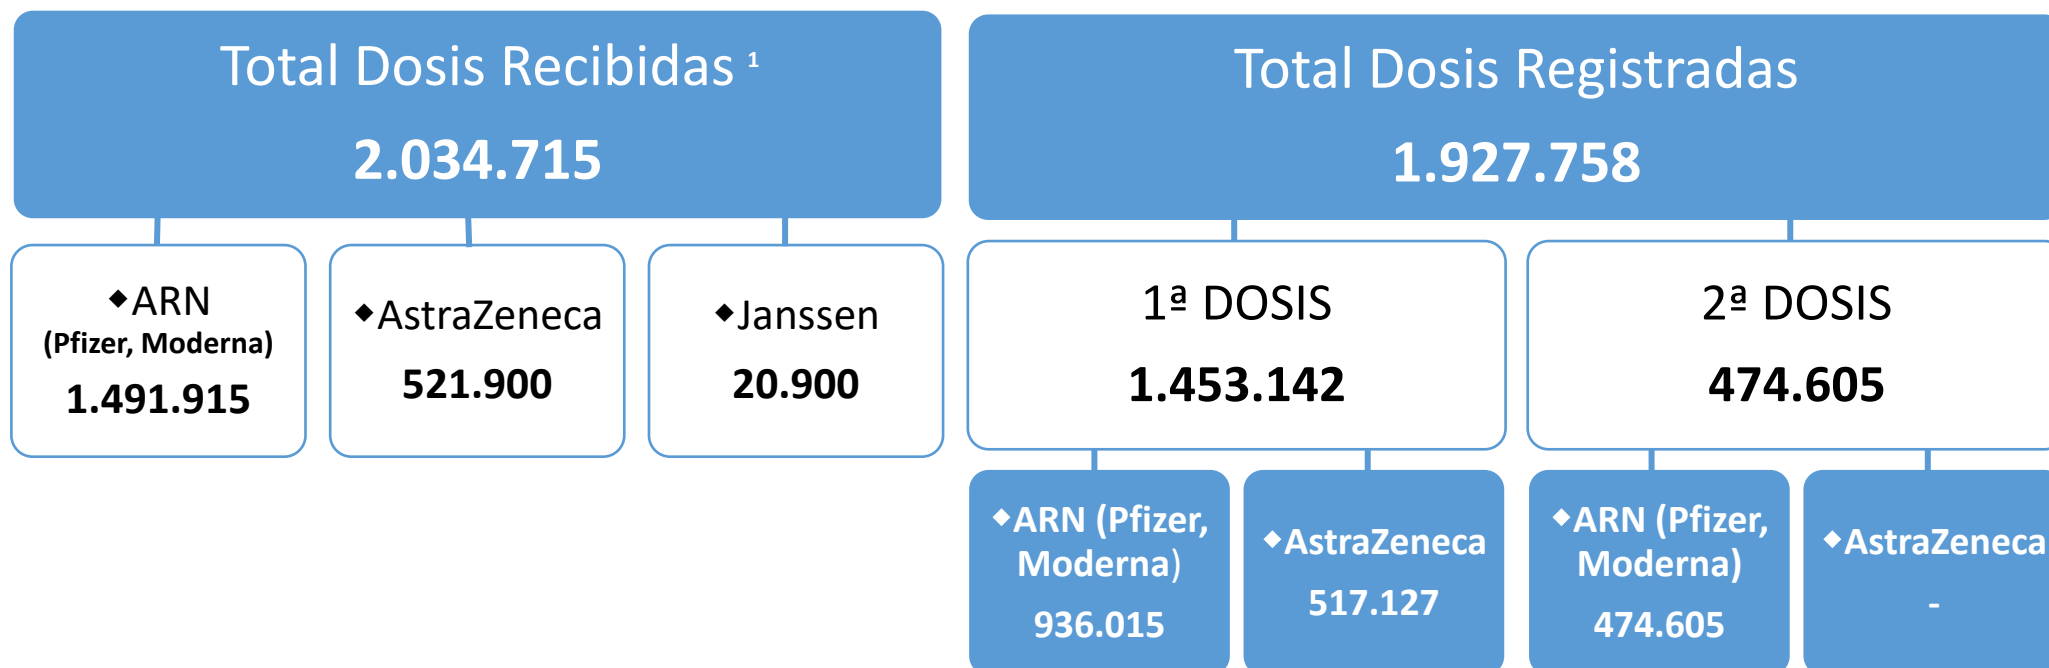 Total Dosis Recibidas ¹
2.034.715
◆ARN
(Pfizer, Moderna)
1.491.915
◆AstraZeneca
521.900
◆Janssen
20.900
Total Dosis Registradas
1.927.758
1ª DOSIS
1.453.142
2ª DOSIS
474.605
◆ARN (Pfizer,
Moderna)
936.015
◆AstraZeneca
517.127
◆ARN (Pfizer,
Moderna)
474.605
◆AstraZeneca
-